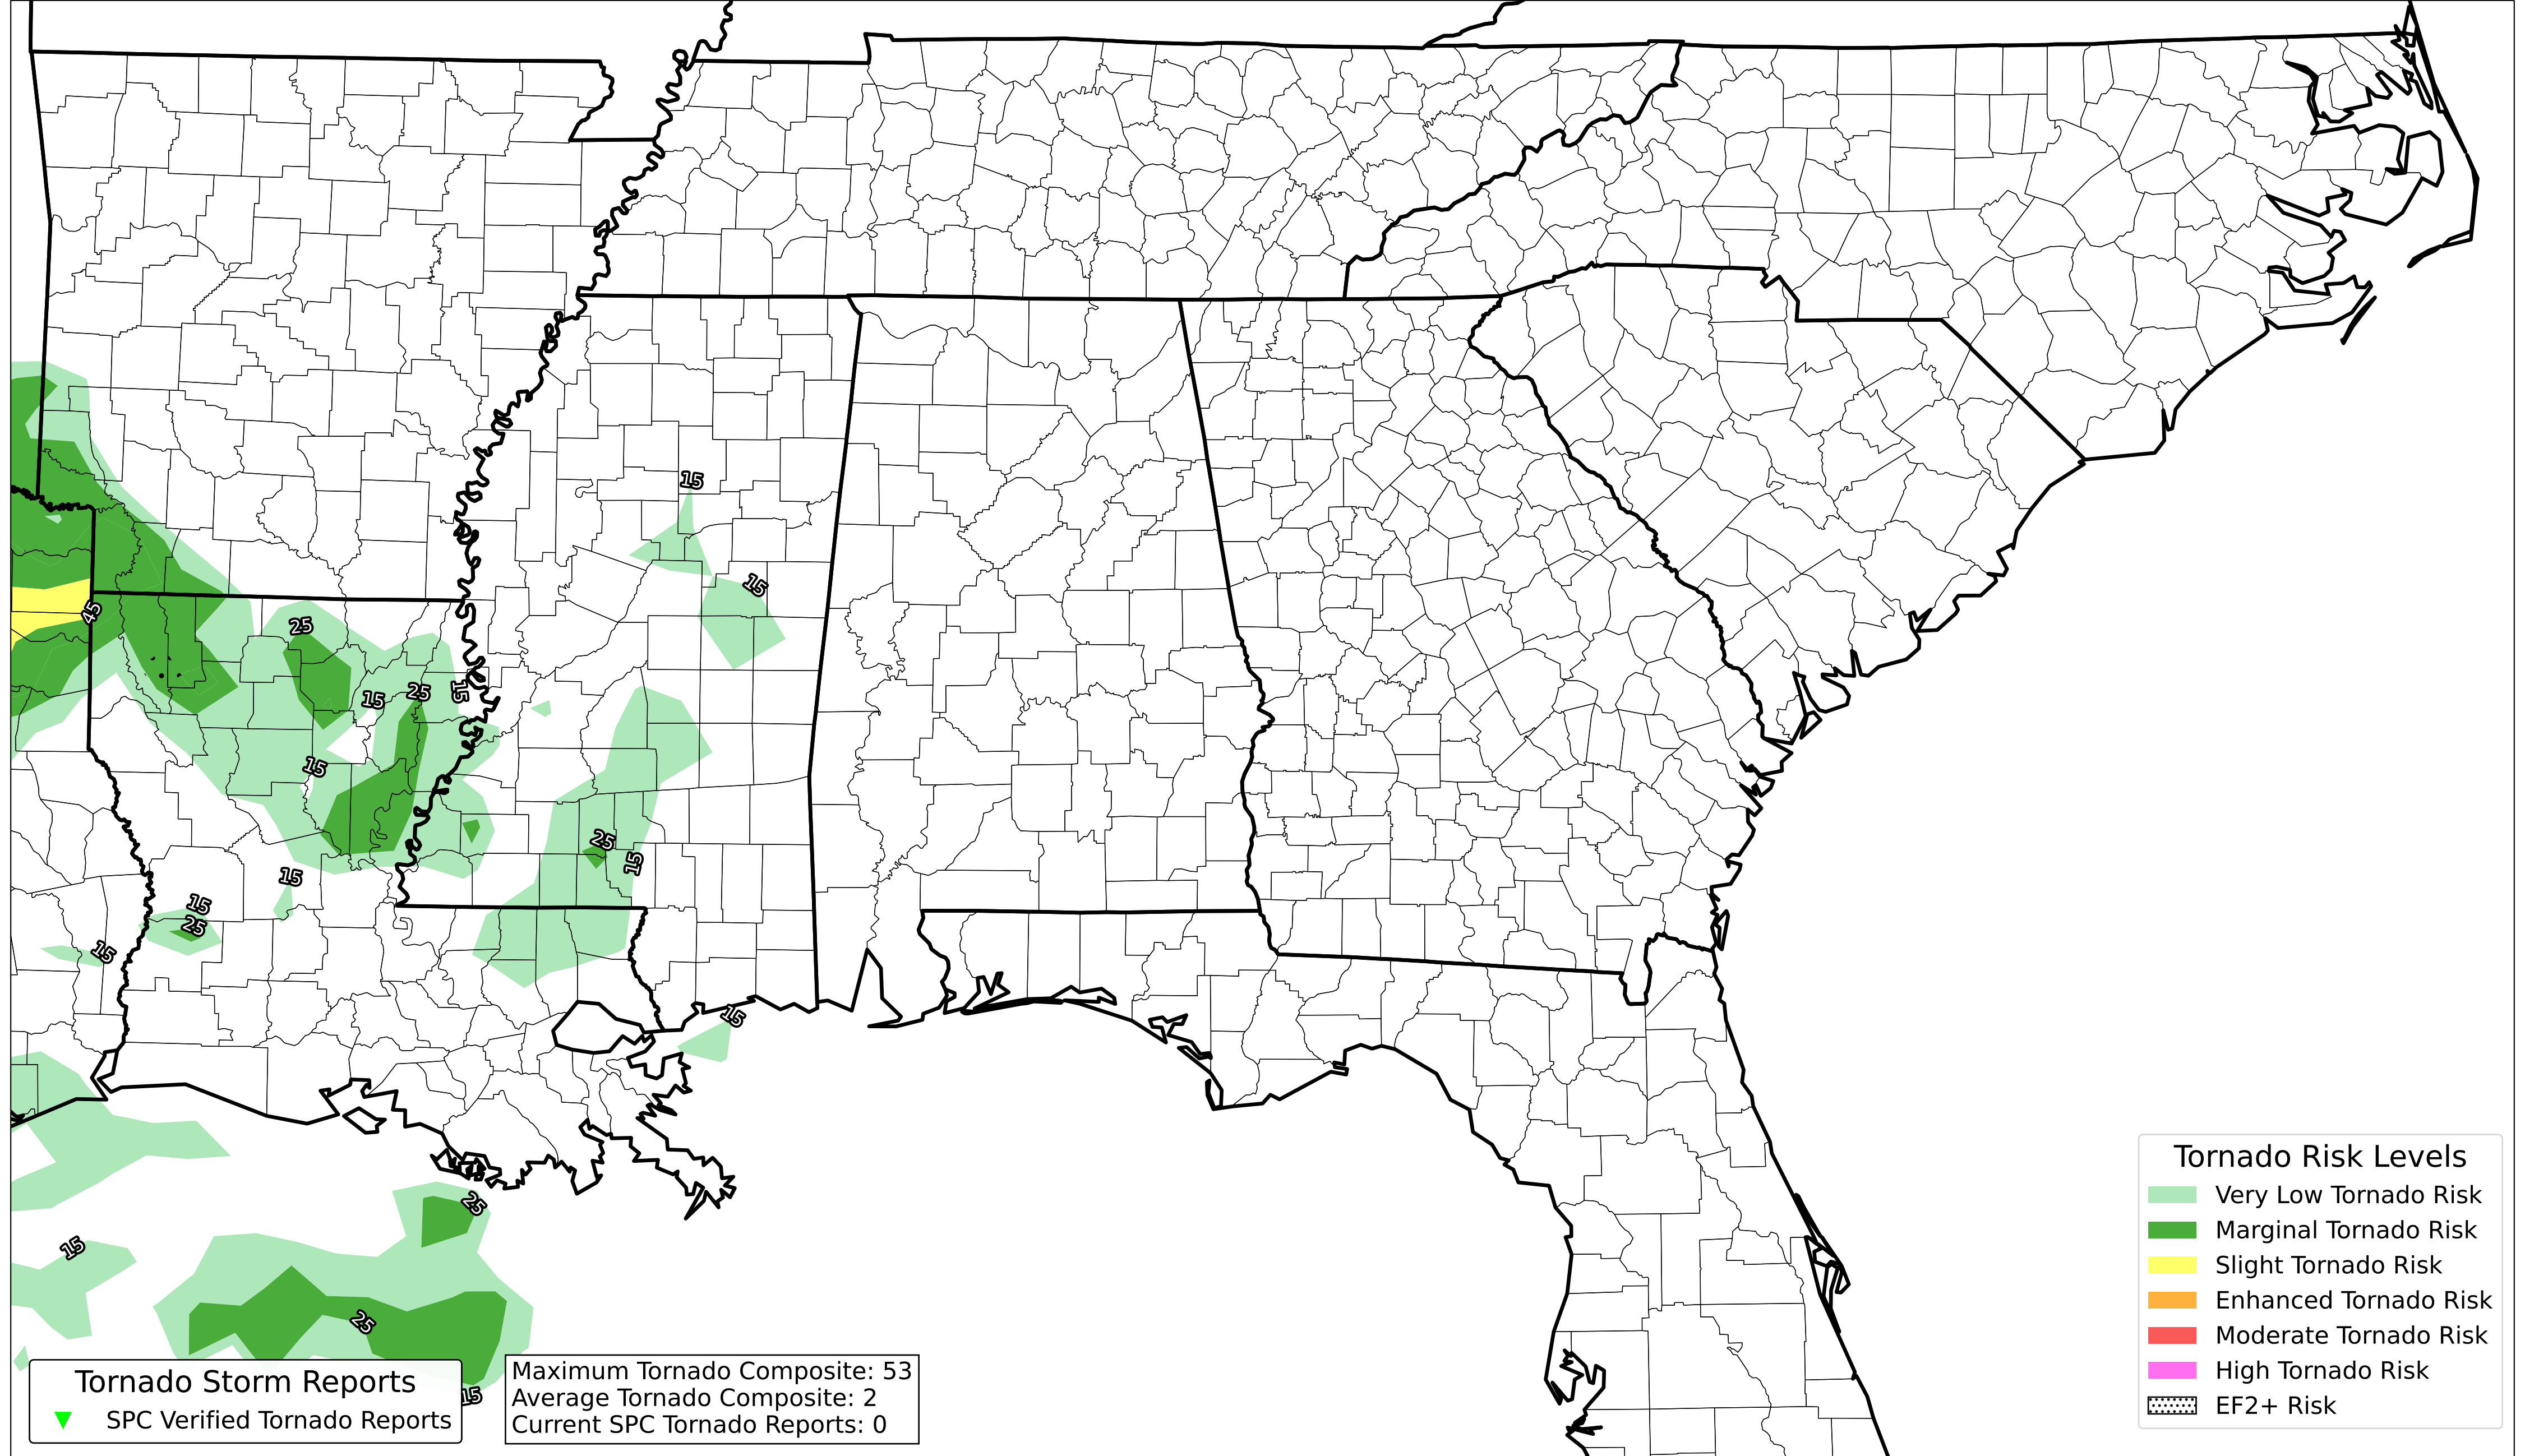 15
15
45
25
15
25
15
15
25
15
15
15
25
15
15
25
15
25
15
Tornado Risk Levels
Very Low Tornado Risk
Marginal Tornado Risk
Slight Tornado Risk
Enhanced Tornado Risk
Moderate Tornado Risk
High Tornado Risk
EF2+ Risk
Tornado Storm Reports
SPC Verified Tornado Reports
Maximum Tornado Composite: 53
Average Tornado Composite: 2
Current SPC Tornado Reports: 0